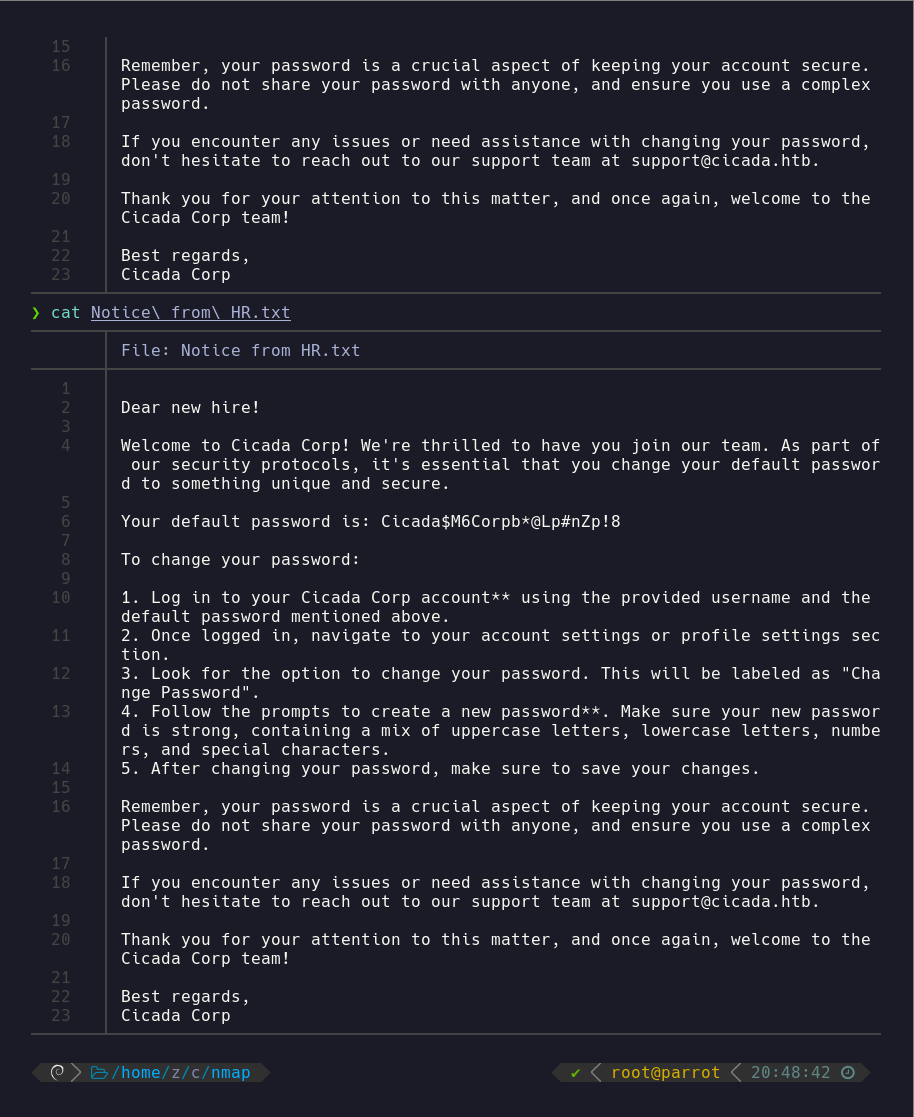 15
16 Remember, your password is a crucial aspect of keeping your account secure.
Please do not share your password with anyone, and ensure you use a complex
password.
17
18 If you encounter any issues or need assistance with changing your password,
don't hesitate to reach out to our support team at support@cicada.htb.
19
20 Thank you for your attention to this matter, and once again, welcome to the
Cicada Corp team!
21
22 Best regards,
23 Cicada Corp
❯ cat Notice\ from\ HR.txt
File: Notice from HR.txt
1
2 Dear new hire!
3
4 Welcome to Cicada Corp! We're thrilled to have you join our team. As part of
our security protocols, it's essential that you change your default passwor
d to something unique and secure.
5
6 Your default password is: Cicada$M6Corpb*@Lp#nZp!8
7
8 To change your password:
9
10 1. Log in to your Cicada Corp account** using the provided username and the
default password mentioned above.
11 2. Once logged in, navigate to your account settings or profile settings sec
tion.
12 3. Look for the option to change your password. This will be labeled as "Cha
nge Password".
13 4. Follow the prompts to create a new password**. Make sure your new passwor
d is strong, containing a mix of uppercase letters, lowercase letters, numbe
rs, and special characters.
14 5. After changing your password, make sure to save your changes.
15
16 Remember, your password is a crucial aspect of keeping your account secure.
Please do not share your password with anyone, and ensure you use a complex
password.
17
18 If you encounter any issues or need assistance with changing your password,
don't hesitate to reach out to our support team at support@cicada.htb.
19
20 Thank you for your attention to this matter, and once again, welcome to the
Cicada Corp team!
21
22 Best regards,
23 Cicada Corp
/home/z/c/nmap ✔ root@parrot 20:48:42